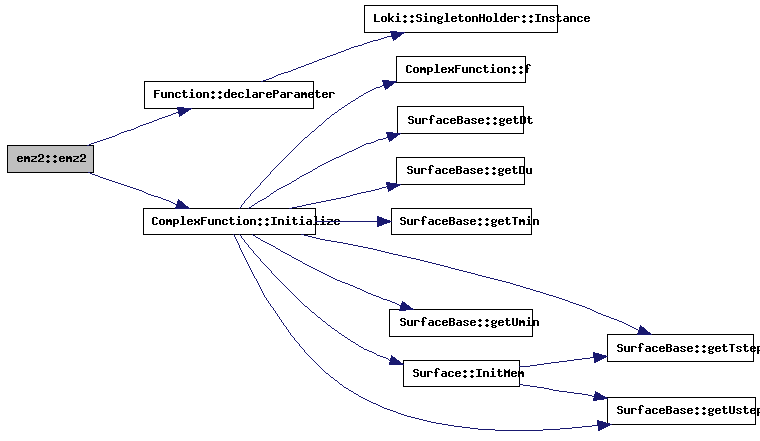 Loki::SingletonHolder::Instance
ComplexFunction::f
Function::declareParameter
SurfaceBase::getDt
emz2::emz2
SurfaceBase::getDu
ComplexFunction::Initialize
SurfaceBase::getTmin
SurfaceBase::getUmin
SurfaceBase::getTstep
Surface::InitMem
SurfaceBase::getUstep